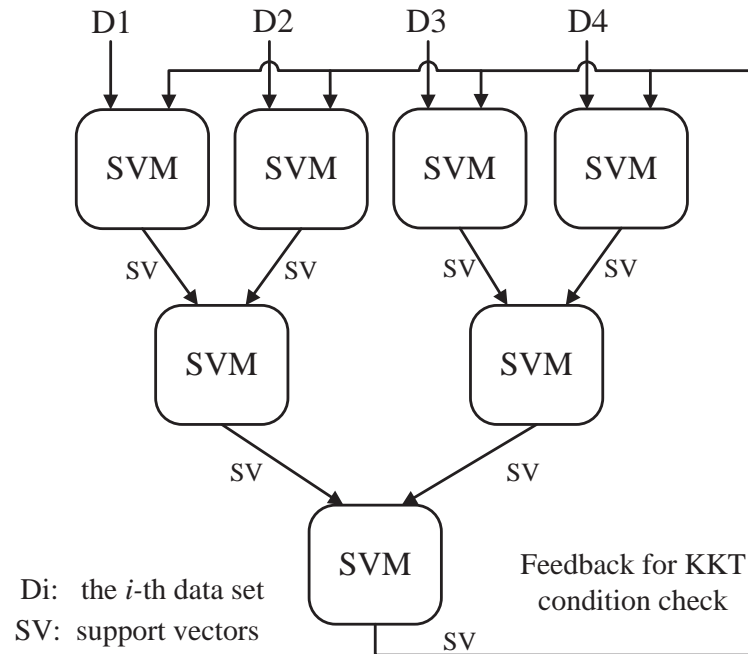 D1 D2 D3 D4
SVM SVM SVM SVM
SV SV SV SV
SVM SVM
SV SV
SVM
Di: the i-th data set
SV: support vectors
Feedback for KKT
condition check
SV